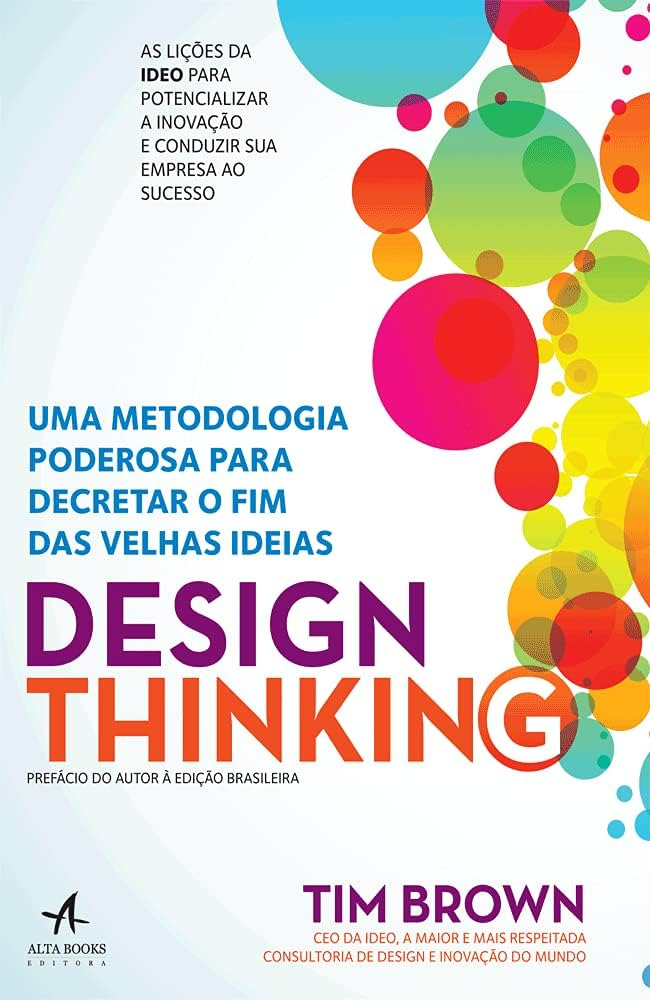 AS LIÇÕES DA
IDEO PARA
POTENCIALIZAR
A INOVAÇÃO
E CONDUZIR SUA
EMPRESA AO
SUCESSO
UMA METODOLOGIA
PODEROSA PARA
DECRETAR O FIM
DAS VELHAS IDEIAS
DESIGN
THINKING
PREFÁCIO DO AUTOR À EDIÇÃO BRASILEIRA
TIM BROWN
CEO DA IDEO, A MAIOR E MAIS RESPEITADA
CONSULTORIA DE DESIGN E INOVAÇÃO DO MUNDO
ALTA BOOKS
EDITORA